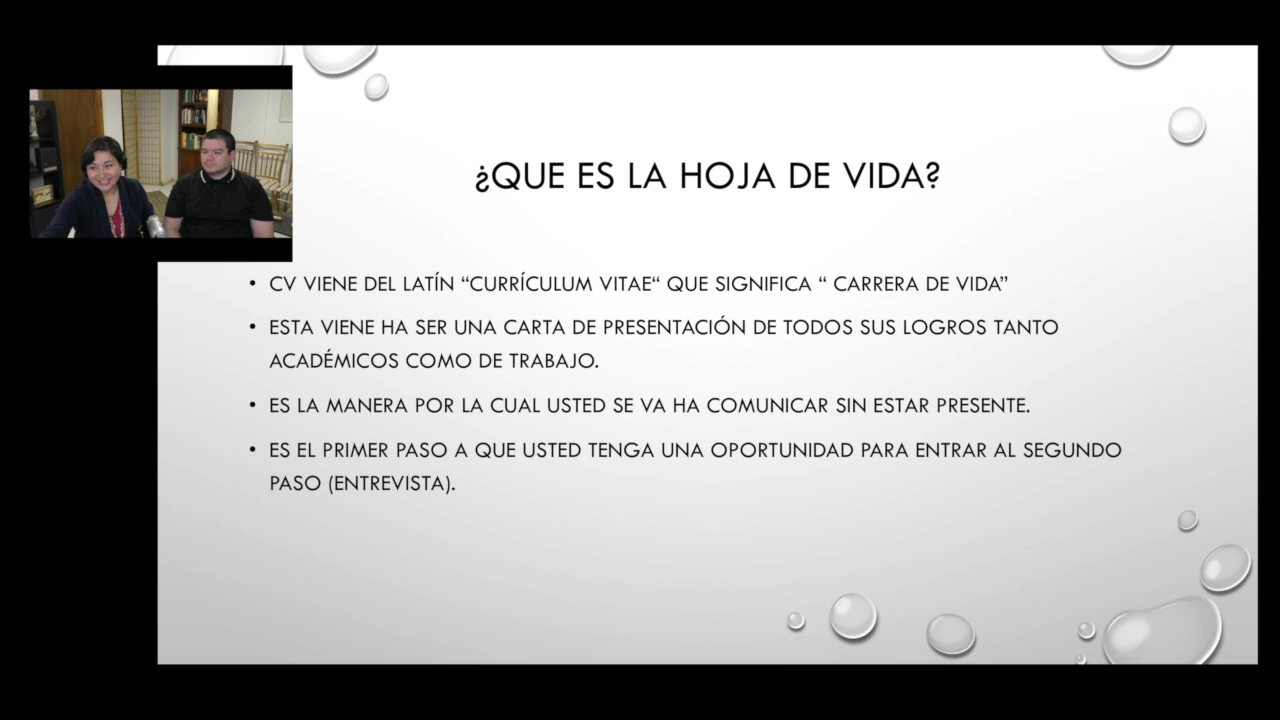 ¿QUE ES LA HOJA DE VIDA?
• CV VIENE DEL LATÍN “CURRÍCULUM VITAE“ QUE SIGNIFICA “ CARRERA DE VIDA”
• ESTA VIENE HA SER UNA CARTA DE PRESENTACIÓN DE TODOS SUS LOGROS TANTO
ACADÉMICOS COMO DE TRABAJO.
• ES LA MANERA POR LA CUAL USTED SE VA HA COMUNICAR SIN ESTAR PRESENTE.
• ES EL PRIMER PASO A QUE USTED TENGA UNA OPORTUNIDAD PARA ENTRAR AL SEGUNDO
PASO (ENTREVISTA).